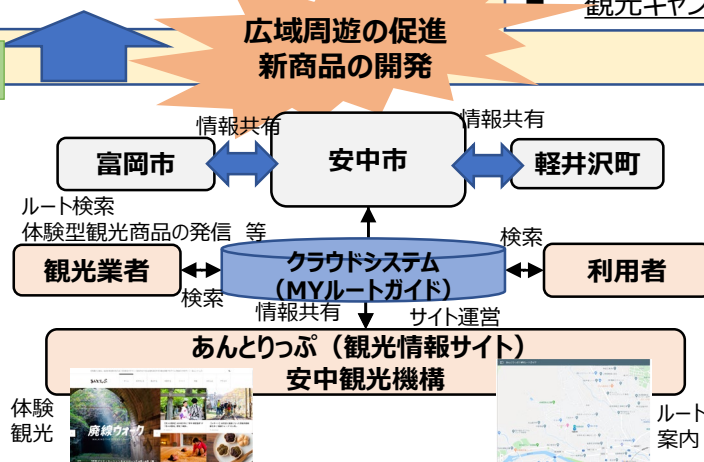 広域周遊の促進
新商品の開発
観光キャン
情報共有
情報共有
富岡市
安中市
軽井沢町
ルート検索
体験型観光商品の発信 等
検索
観光業者
クラウドシステム
(MYルートガイド)
利用者
検索
情報共有
サイト運営
あんとりっぷ(観光情報サイト)
安中観光機構
体験
観光
廃線ウォーク
ルート
案内